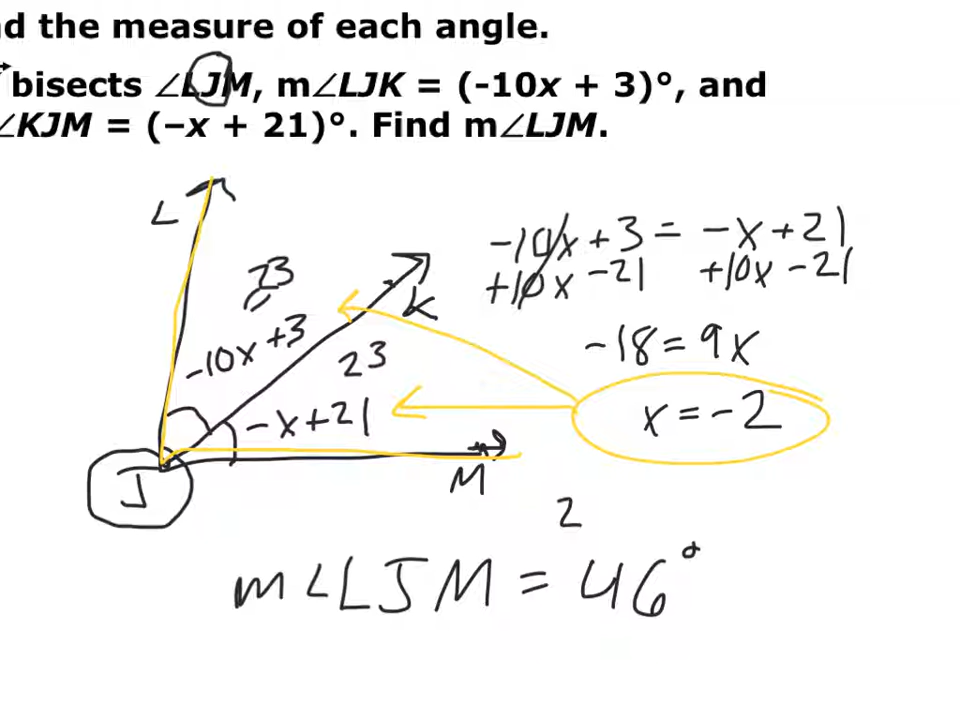 d the measure of each angle.
bisects ∠LJM, m∠LJK = (-10x + 3)°, and
∠KJM = (–x + 21)°. Find m∠LJM.
L
-10x +3 = -x +21
+10x -21 +10x -21
23
K
-10x +3
23
-18 = 9x
-x+21
x = -2
J
M
2
m∠LJM = 46°